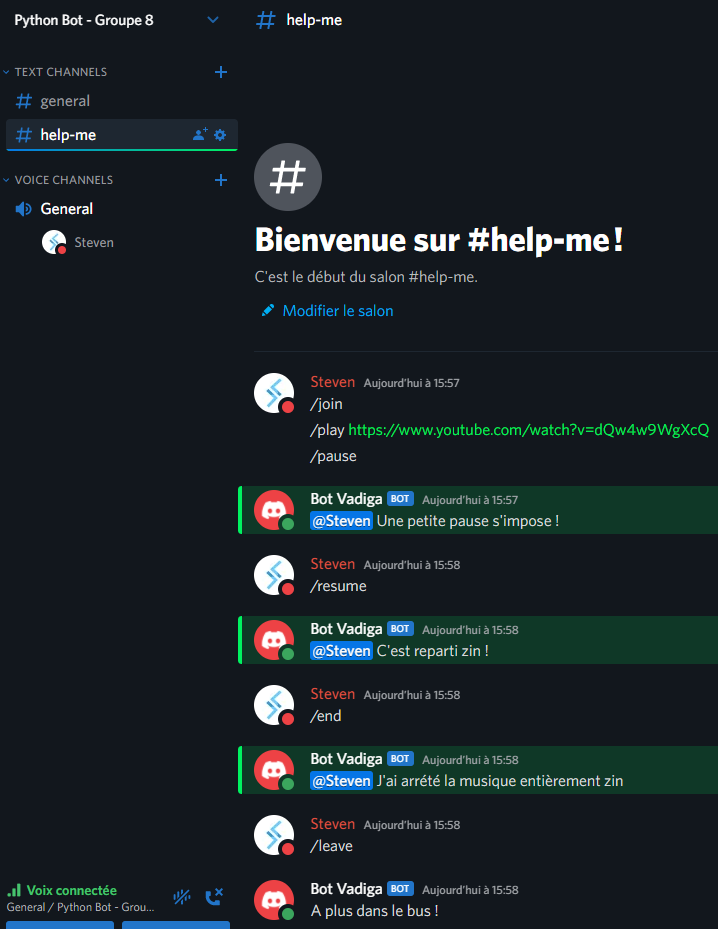 Python Bot - Groupe 8
TEXT CHANNELS
# general
# help-me
VOICE CHANNELS
General
Steven
Voix connectée
General / Python Bot - Grou...
# help-me
#
Bienvenue sur #help-me !
C'est le début du salon #help-me.
Modifier le salon
Steven Aujourd'hui à 15:57
/join
/play https://www.youtube.com/watch?v=dQw4w9WgXcQ
/pause
Bot Vadiga BOT Aujourd'hui à 15:57
@Steven Une petite pause s'impose !
Steven Aujourd'hui à 15:58
/resume
Bot Vadiga BOT Aujourd'hui à 15:58
@Steven C'est reparti zin !
Steven Aujourd'hui à 15:58
/end
Bot Vadiga BOT Aujourd'hui à 15:58
@Steven J'ai arrété la musique entièrement zin
Steven Aujourd'hui à 15:58
/leave
Bot Vadiga BOT Aujourd'hui à 15:58
A plus dans le bus !